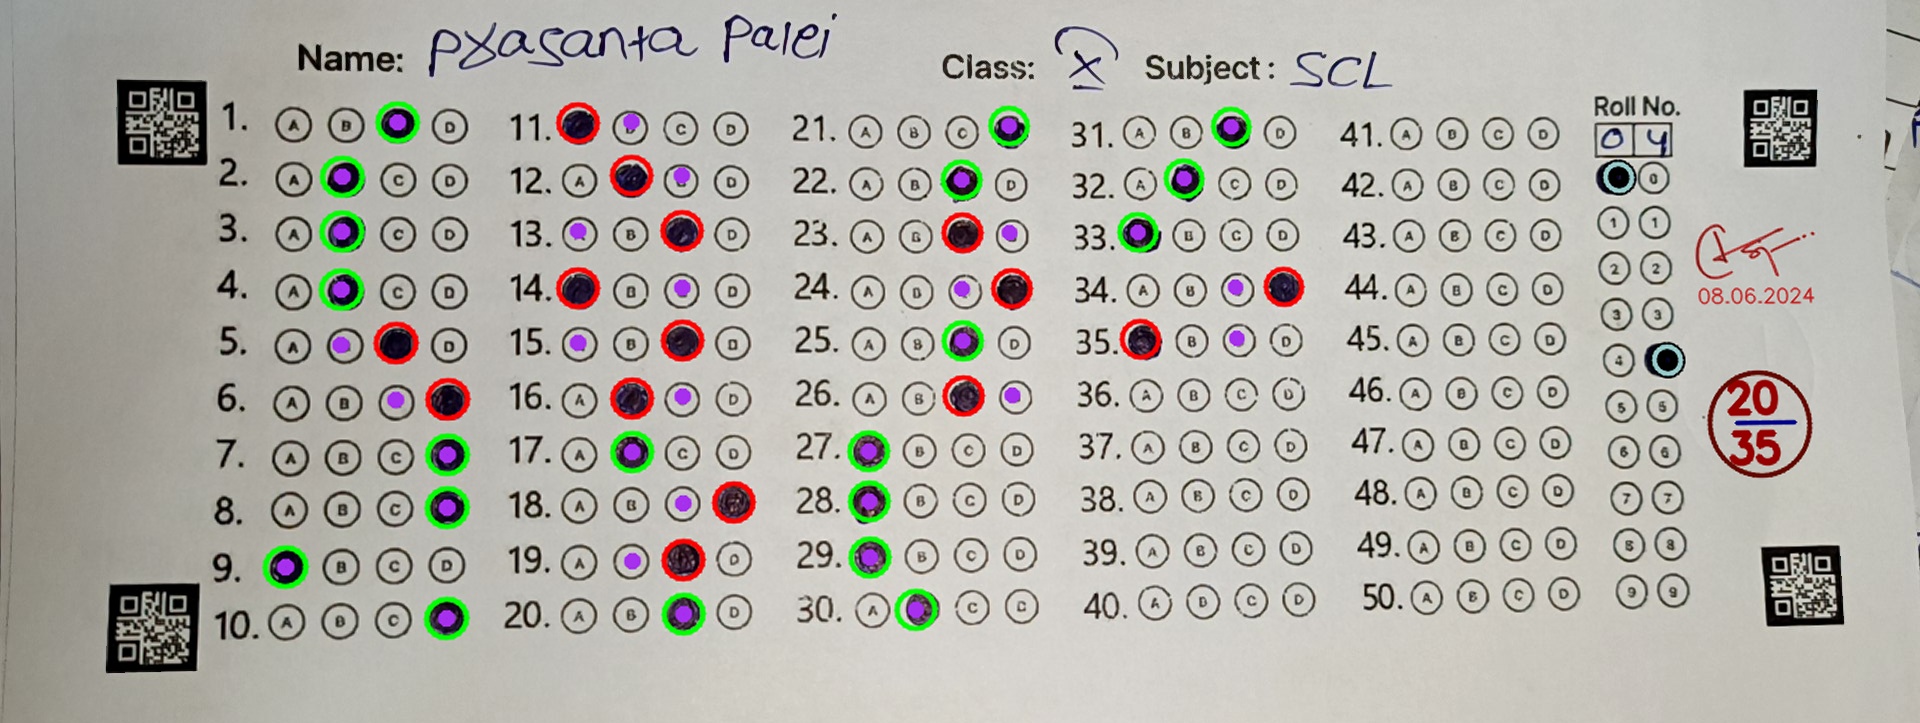 Name: Pxasanta Palei Class: X Subject: SCL
Roll No.
0 4
1. A B D 11. C D 21. A B C 31. A B D 41. A B C D
2. A C D 12. A D 22. A B D 32. A C D 42. A B C D 0
3. A C D 13. B D 23. A B 33. B C D 43. A B C D 1 1
4. A C D 14. B D 24. A B 34. A B 44. A B C D 2 2
5. A D 15. B D 25. A B D 35. B D 45. A B C D 3 3
6. A B 16. A D 26. A B 36. A B C D 46. A B C D 4
7. A B C 17. A C D 27. B C D 37. A B C D 47. A B C D 5 5
8. A B C 18. A B 28. B C D 38. A B C D 48. A B C D 6 6
9. B C D 19. A D 29. B C D 39. A B C D 49. A B C D 7 7
10. A B C 20. A B D 30. A C 40. A D C D 50. A B C D 8 8
9 9
08.06.2024
20
35